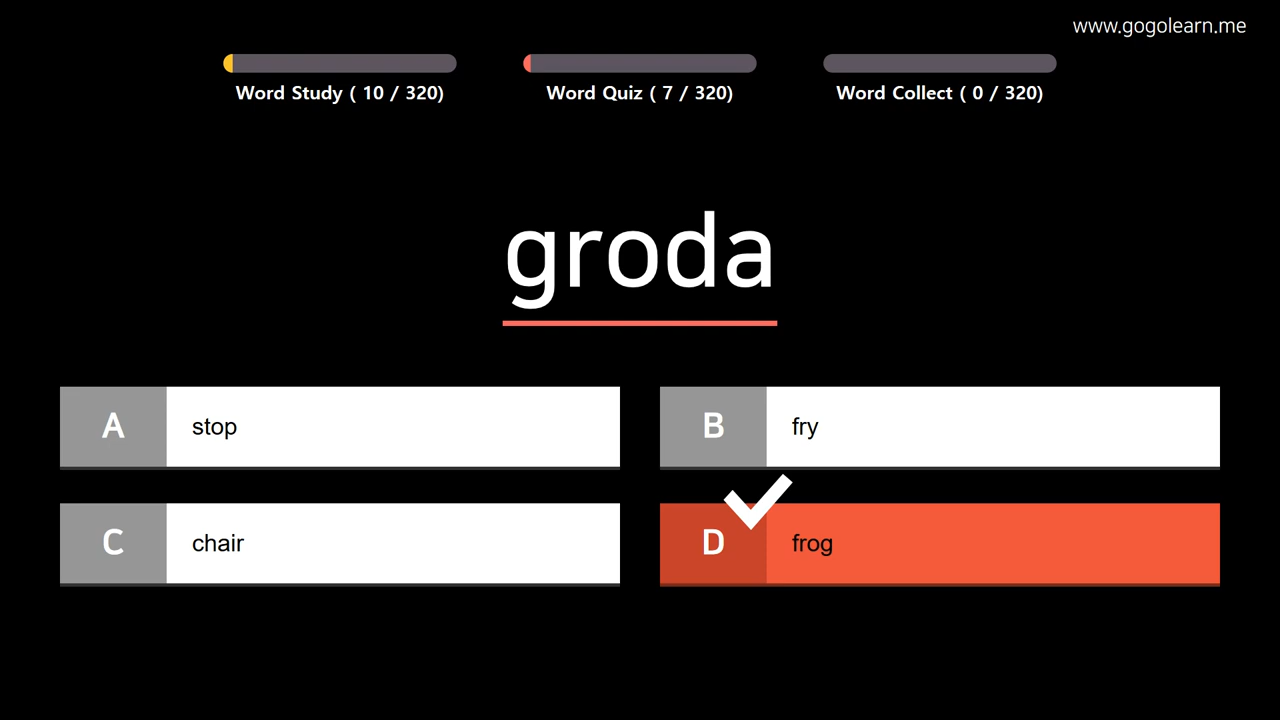 www.gogolearn.me
Word Study ( 10 / 320)
Word Quiz ( 7 / 320)
Word Collect ( 0 / 320)
groda
A stop
B fry
C chair
D frog